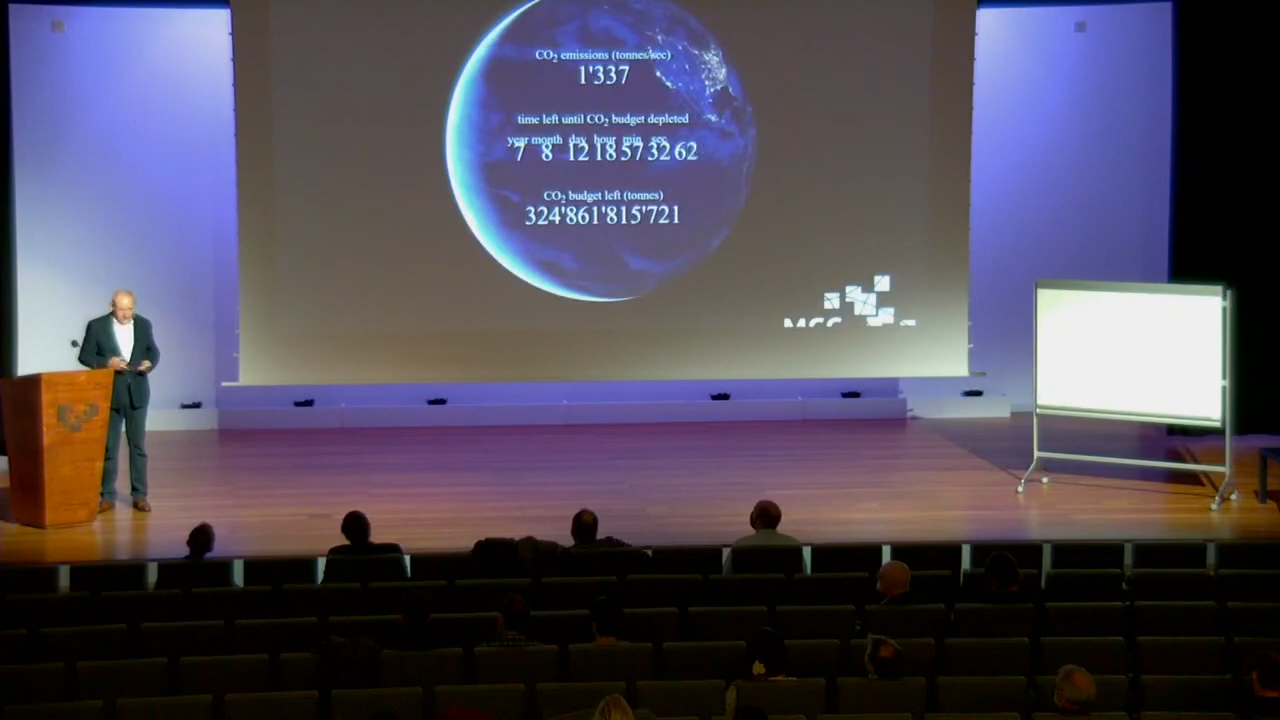 CO₂ emissions (tonnes/sec)
1'337
time left until CO₂ budget depleted
year month day hour min sec
7 8 12 18 57 32 62
CO₂ budget left (tonnes)
324'861'815'721
MCC